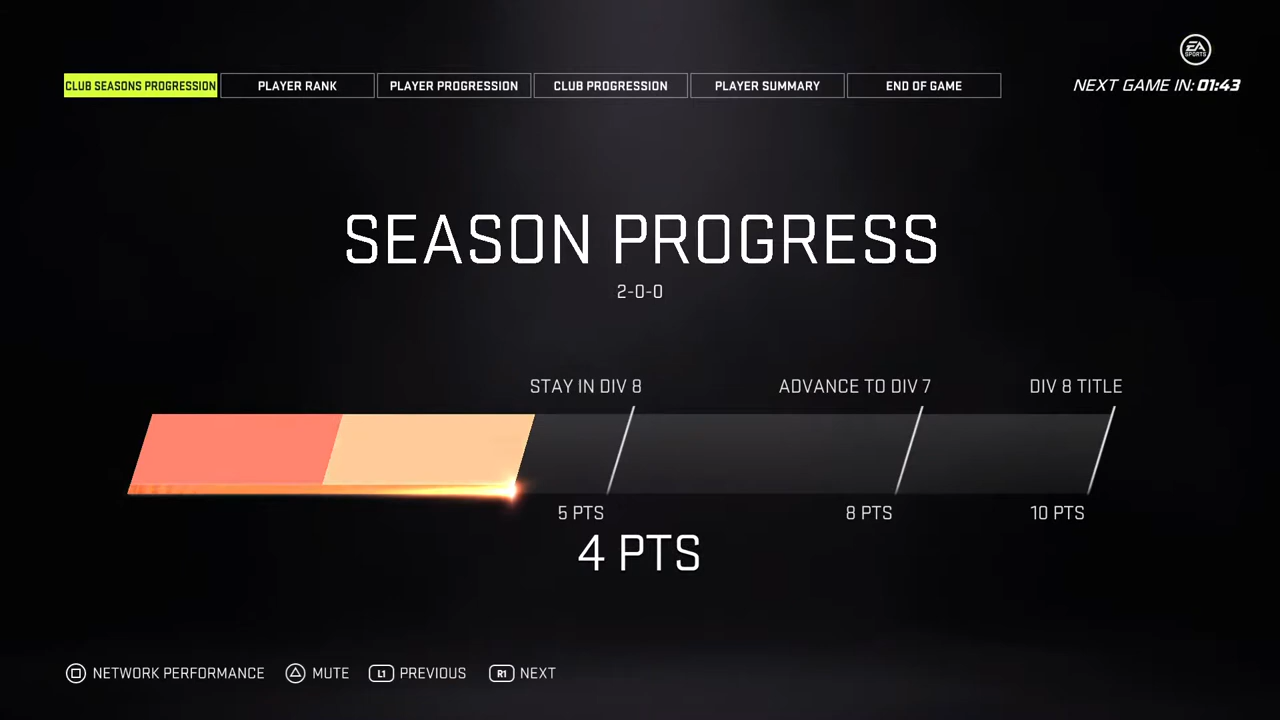 EA
SPORTS
CLUB SEASONS PROGRESSION
PLAYER RANK
PLAYER PROGRESSION
CLUB PROGRESSION
PLAYER SUMMARY
END OF GAME
NEXT GAME IN: 01:43
SEASON PROGRESS
2-0-0
STAY IN DIV 8
ADVANCE TO DIV 7
DIV 8 TITLE
5 PTS
8 PTS
10 PTS
4 PTS
NETWORK PERFORMANCE
MUTE
L1 PREVIOUS
R1 NEXT